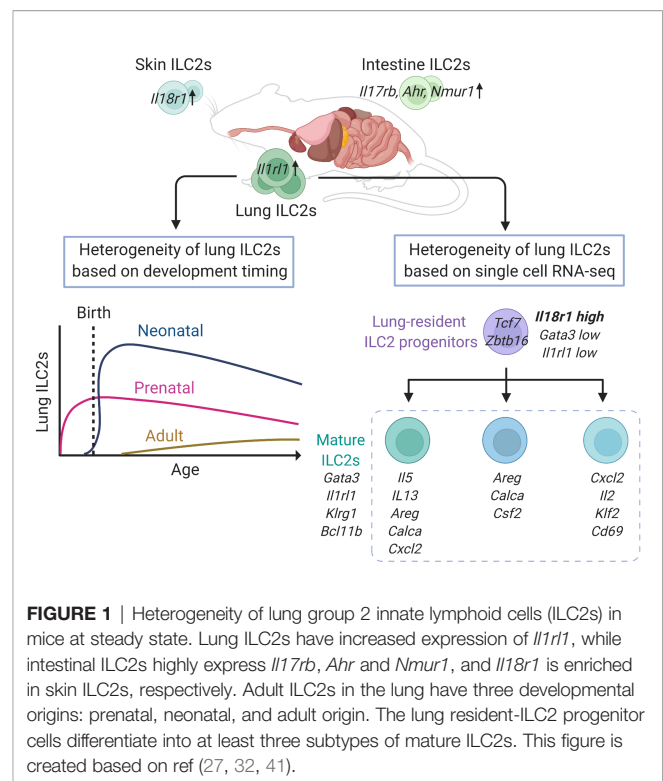 Skin ILC2s
Il18r1
Intestine ILC2s
Il17rb, Ahr, Nmur1
Il1rl1
Lung ILC2s
Heterogeneity of lung ILC2s
based on development timing
Heterogeneity of lung ILC2s
based on single cell RNA-seq
Birth
Neonatal
Prenatal
Adult
Lung ILC2s
Age
Lung-resident
ILC2 progenitors
Tcf7
Zbtb16
Il18r1 high
Gata3 low
Il1rl1 low
Mature
ILC2s
Gata3
Il1rl1
Klrg1
Bcl11b
Il5
IL13
Areg
Calca
Cxcl2
Areg
Calca
Csf2
Cxcl2
Il2
Klf2
Cd69
FIGURE 1 | Heterogeneity of lung group 2 innate lymphoid cells (ILC2s) in
mice at steady state. Lung ILC2s have increased expression of Il1rl1, while
intestinal ILC2s highly express Il17rb, Ahr and Nmur1, and Il18r1 is enriched
in skin ILC2s, respectively. Adult ILC2s in the lung have three developmental
origins: prenatal, neonatal, and adult origin. The lung resident-ILC2 progenitor
cells differentiate into at least three subtypes of mature ILC2s. This figure is
created based on ref (27, 32, 41).